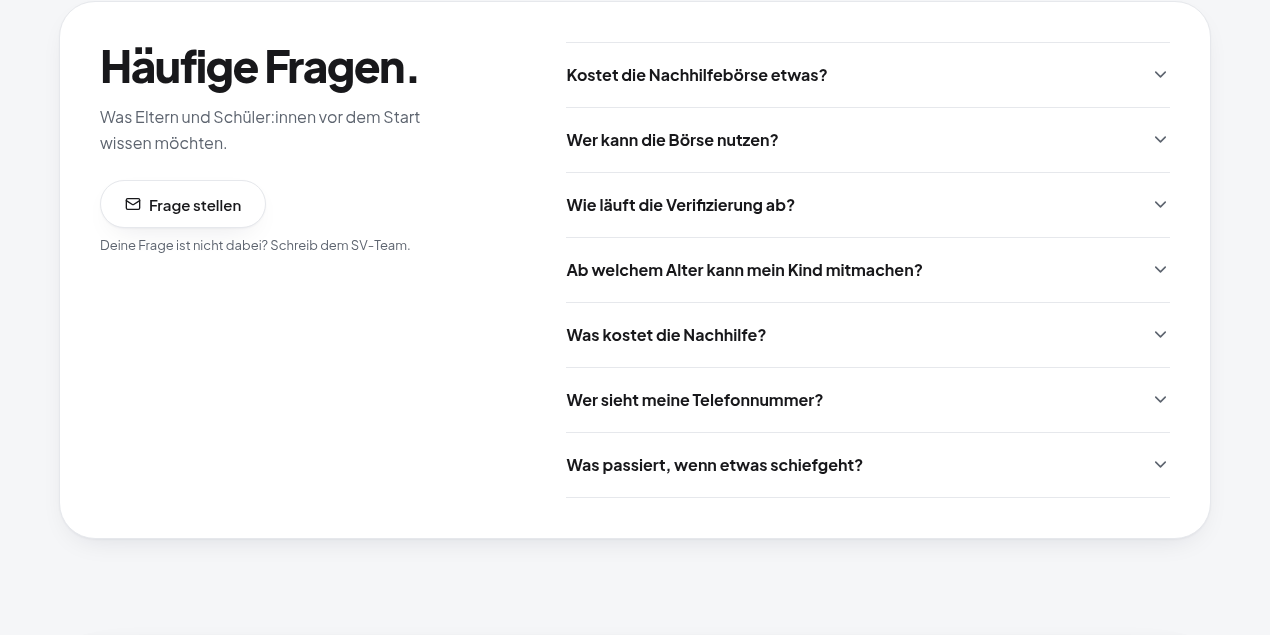 Häufige Fragen.
Was Eltern und Schüler:innen vor dem Start
wissen möchten.
Frage stellen
Deine Frage ist nicht dabei? Schreib dem SV-Team.
Kostet die Nachhilfebörse etwas?
Wer kann die Börse nutzen?
Wie läuft die Verifizierung ab?
Ab welchem Alter kann mein Kind mitmachen?
Was kostet die Nachhilfe?
Wer sieht meine Telefonnummer?
Was passiert, wenn etwas schiefgeht?